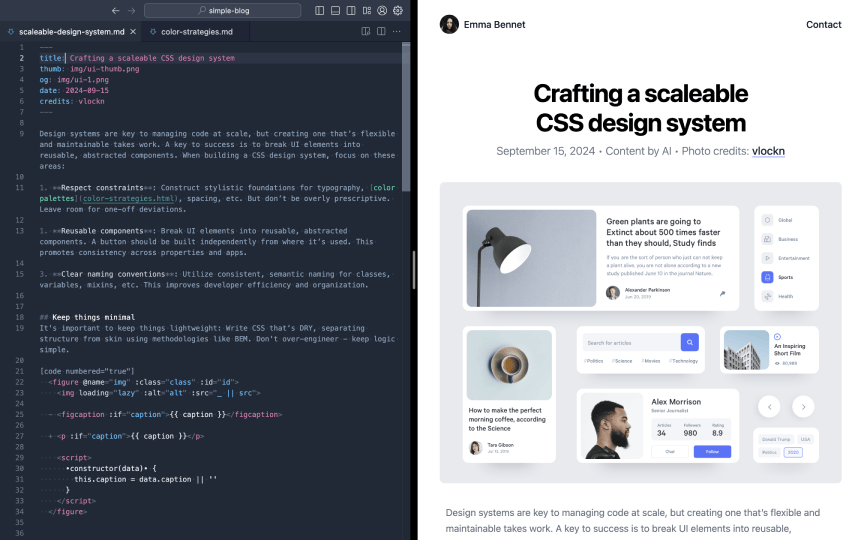 simple-blog
scaleable-design-system.md
color-strategies.md
1 ---
2 title: Crafting a scaleable CSS design system
3 thumb: img/ui-thumb.png
4 og: img/ui-1.png
5 date: 2024-09-15
6 credits: vlockn
7 ---
8
9 Design systems are key to managing code at scale, but creating one that's flexible
and maintainable takes work. A key to success is to break UI elements into
reusable, abstracted components. When building a CSS design system, focus on these
areas:
10
11 1. **Respect constraints**: Construct stylistic foundations for typography, [color
palettes](color-strategies.html), spacing, etc. But don't be overly prescriptive.
Leave room for one-off deviations.
12
13 1. **Reusable components**: Break UI elements into reusable, abstracted
components. A button should be built independently from where it's used. This
promotes consistency across properties and apps.
14
15 3. **Clear naming conventions**: Utilize consistent, semantic naming for classes,
variables, mixins, etc. This improves developer efficiency and organization.
16
17
18 ## Keep things minimal
19 It's important to keep things lightweight: Write CSS that's DRY, separating
structure from skin using methodologies like BEM. Don't over-engineer – keep logic
simple.
20
21 [code numbered="true"]
22 <figure @name="img" :class="class" :id="id">
23 <img loading="lazy" :alt="alt" :src="_ || src">
24
25 - <figcaption :if="caption">{{ caption }}</figcaption>
26
27 + <p :if="caption">{{ caption }}</p>
28
29 <script>
30 •constructor(data)• {
31 this.caption = data.caption || ''
32 }
33 </script>
34 </figure>
35
36
Emma Bennet
Contact
Crafting a scaleable
CSS design system
September 15, 2024 • Content by AI • Photo credits: vlockn
Green plants are going to
Extinct about 500 times faster
than they should, Study finds
If you are the sort of person who just can not keep
a plant alive, you are not alone according to a new
study published June 10 in the journal Nature.
Alexander Parkinson
Jun 20, 2019
Global
Business
Entertainment
Sports
Health
How to make the perfect
morning coffee, according
to the Science
Tara Gibson
Search for articles
#Politics #Science #Movies #Technology
An Inspiring
Short Film
Alex Morrison
Senior Journalist
Articles Followers Rating
34 980 8.9
Chat Follow
Donald Trump USA
Politics 2020
Design systems are key to managing code at scale, but creating one that's flexible and
maintainable takes work. A key to success is to break UI elements into reusable,